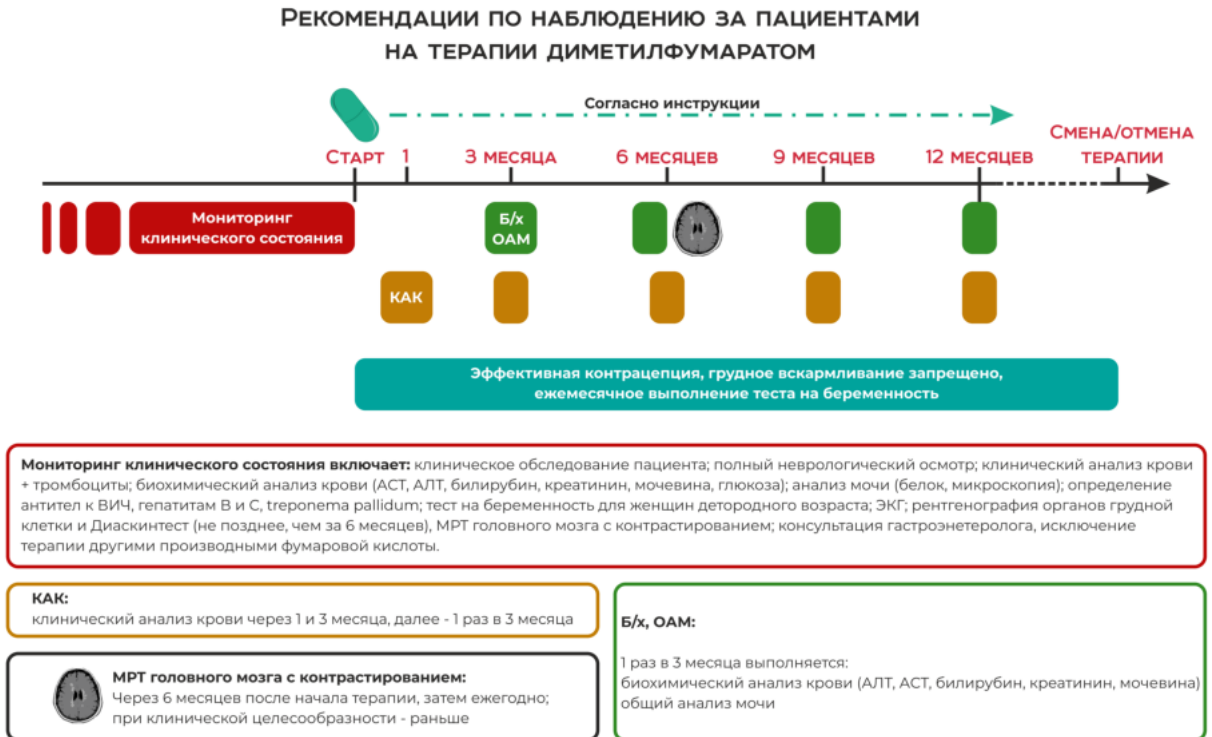 Рекомендации по наблюдению за пациентами
на терапии диметилфумаратом
Согласно инструкции
Старт 1 3 месяца 6 месяцев 9 месяцев 12 месяцев Смена/отмена
терапии
Мониторинг
клинического состояния
Б/х
ОАМ
КАК
Эффективная контрацепция, грудное вскармливание запрещено,
ежемесячное выполнение теста на беременность
Мониторинг клинического состояния включает: клиническое обследование пациента; полный неврологический осмотр; клинический анализ крови
+ тромбоциты; биохимический анализ крови (АСТ, АЛТ, билирубин, креатинин, мочевина, глюкоза); анализ мочи (белок, микроскопия); определение
антител к ВИЧ, гепатитам В и С, treponema pallidum; тест на беременность для женщин детородного возраста; ЭКГ; рентгенография органов грудной
клетки и Диаскинтест (не позднее, чем за 6 месяцев), МРТ головного мозга с контрастированием; консультация гастроэнетеролога, исключение
терапии другими производными фумаровой кислоты.
КАК:
клинический анализ крови через 1 и 3 месяца, далее - 1 раз в 3 месяца
МРТ головного мозга с контрастированием:
Через 6 месяцев после начала терапии, затем ежегодно;
при клинической целесообразности - раньше
Б/х, ОАМ:
1 раз в 3 месяца выполняется:
биохимический анализ крови (АЛТ, АСТ, билирубин, креатинин, мочевина)
общий анализ мочи